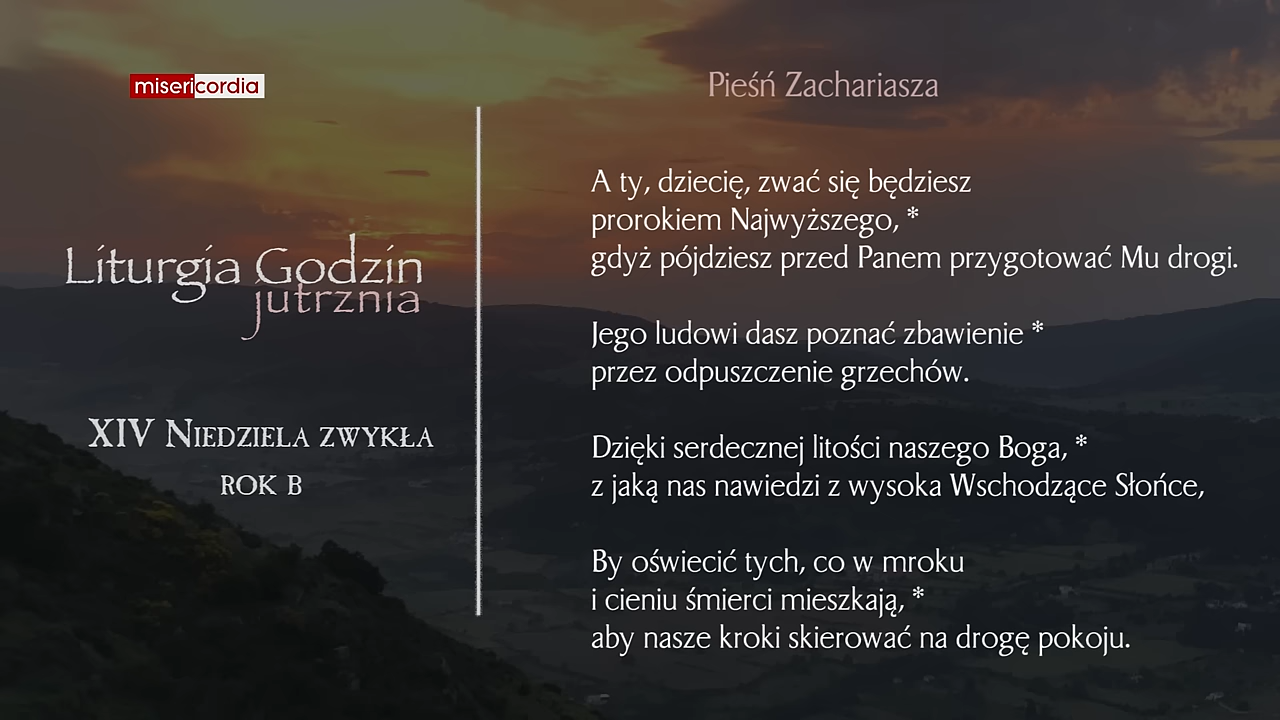 misericordia
Liturgia Godzin
jutrznia
XIV Niedziela zwykła
rok B
Pieśń Zachariasza
A ty, dziecię, zwać się będziesz
prorokiem Najwyższego, *
gdyż pójdziesz przed Panem przygotować Mu drogi.
Jego ludowi dasz poznać zbawienie *
przez odpuszczenie grzechów.
Dzięki serdecznej litości naszego Boga, *
z jaką nas nawiedzi z wysoka Wschodzące Słońce,
By oświecić tych, co w mroku
i cieniu śmierci mieszkają, *
aby nasze kroki skierować na drogę pokoju.